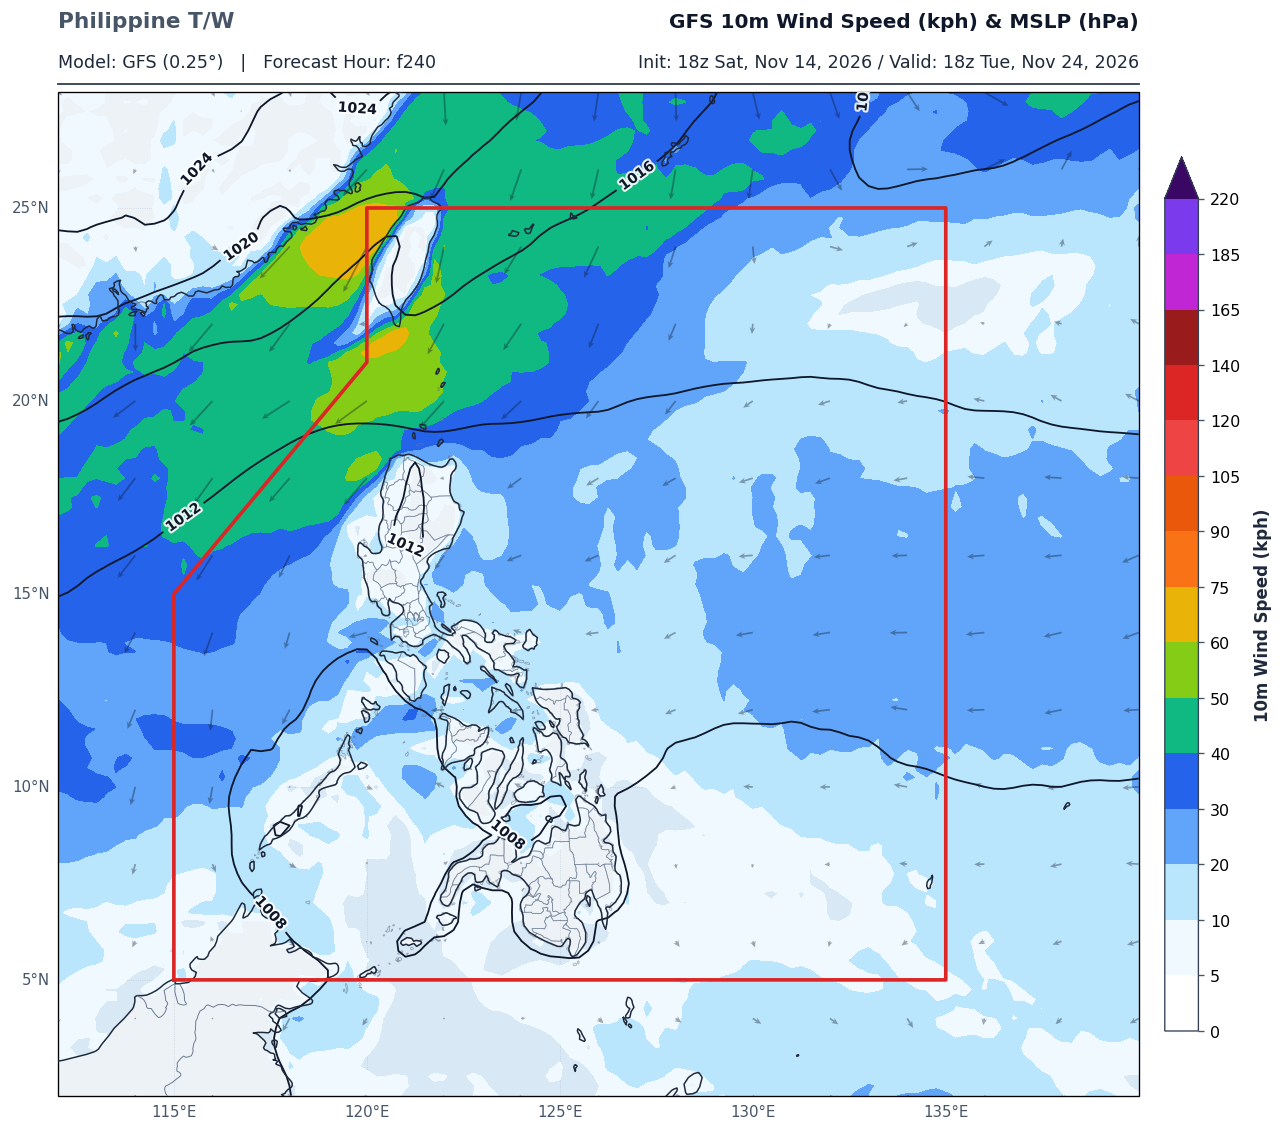 Philippine T/W
GFS 10m Wind Speed (kph) & MSLP (hPa)
Model: GFS (0.25°)   |   Forecast Hour: f240
Init: 18z Sat, Nov 14, 2026 / Valid: 18z Tue, Nov 24, 2026
1024
10
1024
1016
1020
1012
1012
1008
1008
25°N
20°N
15°N
10°N
5°N
115°E
120°E
125°E
130°E
135°E
220
185
165
140
120
105
90
75
60
50
40
30
20
10
5
0
10m Wind Speed (kph)